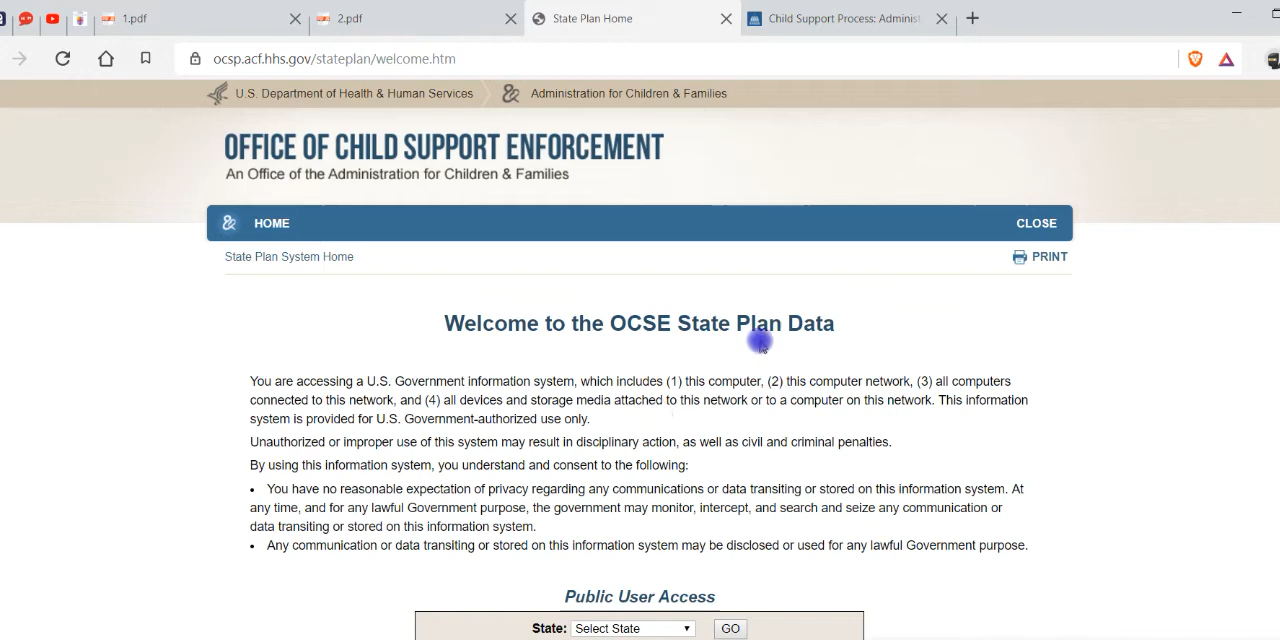 1.pdf
2.pdf
State Plan Home
Child Support Process: Adminis
ocsp.acf.hhs.gov/stateplan/welcome.htm
U.S. Department of Health & Human Services
Administration for Children & Families
OFFICE OF CHILD SUPPORT ENFORCEMENT
An Office of the Administration for Children & Families
HOME
CLOSE
State Plan System Home
PRINT
Welcome to the OCSE State Plan Data
You are accessing a U.S. Government information system, which includes (1) this computer, (2) this computer network, (3) all computers
connected to this network, and (4) all devices and storage media attached to this network or to a computer on this network. This information
system is provided for U.S. Government-authorized use only.
Unauthorized or improper use of this system may result in disciplinary action, as well as civil and criminal penalties.
By using this information system, you understand and consent to the following:
• You have no reasonable expectation of privacy regarding any communications or data transiting or stored on this information system. At
any time, and for any lawful Government purpose, the government may monitor, intercept, and search and seize any communication or
data transiting or stored on this information system.
• Any communication or data transiting or stored on this information system may be disclosed or used for any lawful Government purpose.
Public User Access
State: Select State GO